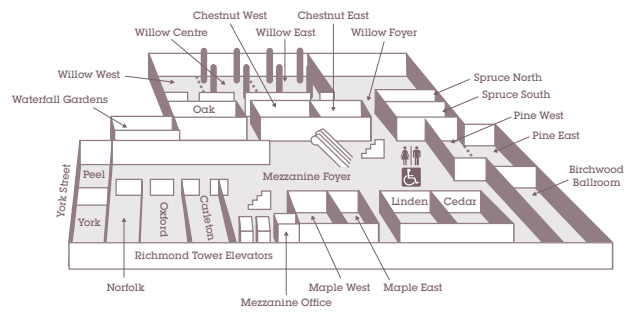 Chestnut West
Chestnut East
Willow Centre
Willow East
Willow Foyer
Willow West
Spruce North
Waterfall Gardens
Spruce South
Oak
Pine West
Pine East
York Street
Peel
Mezzanine Foyer
Birchwood
Ballroom
York
Oxford
Carleton
Linden
Cedar
Richmond Tower Elevators
Norfolk
Maple West
Maple East
Mezzanine Office